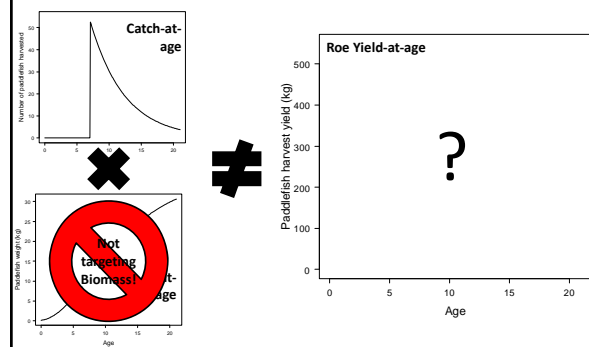 Catch-at-
age
Number of paddlefish harvested
50
40
30
20
10
0
0 5 10 15 20
Not
targeting
Biomass!
t-
age
Paddlefish weight (kg)
30
25
20
15
10
5
0
0 5 10 15 20
Age
Roe Yield-at-age
Paddlefish harvest yield (kg)
500
400
300
200
100
0
?
0 5 10 15 20
Age